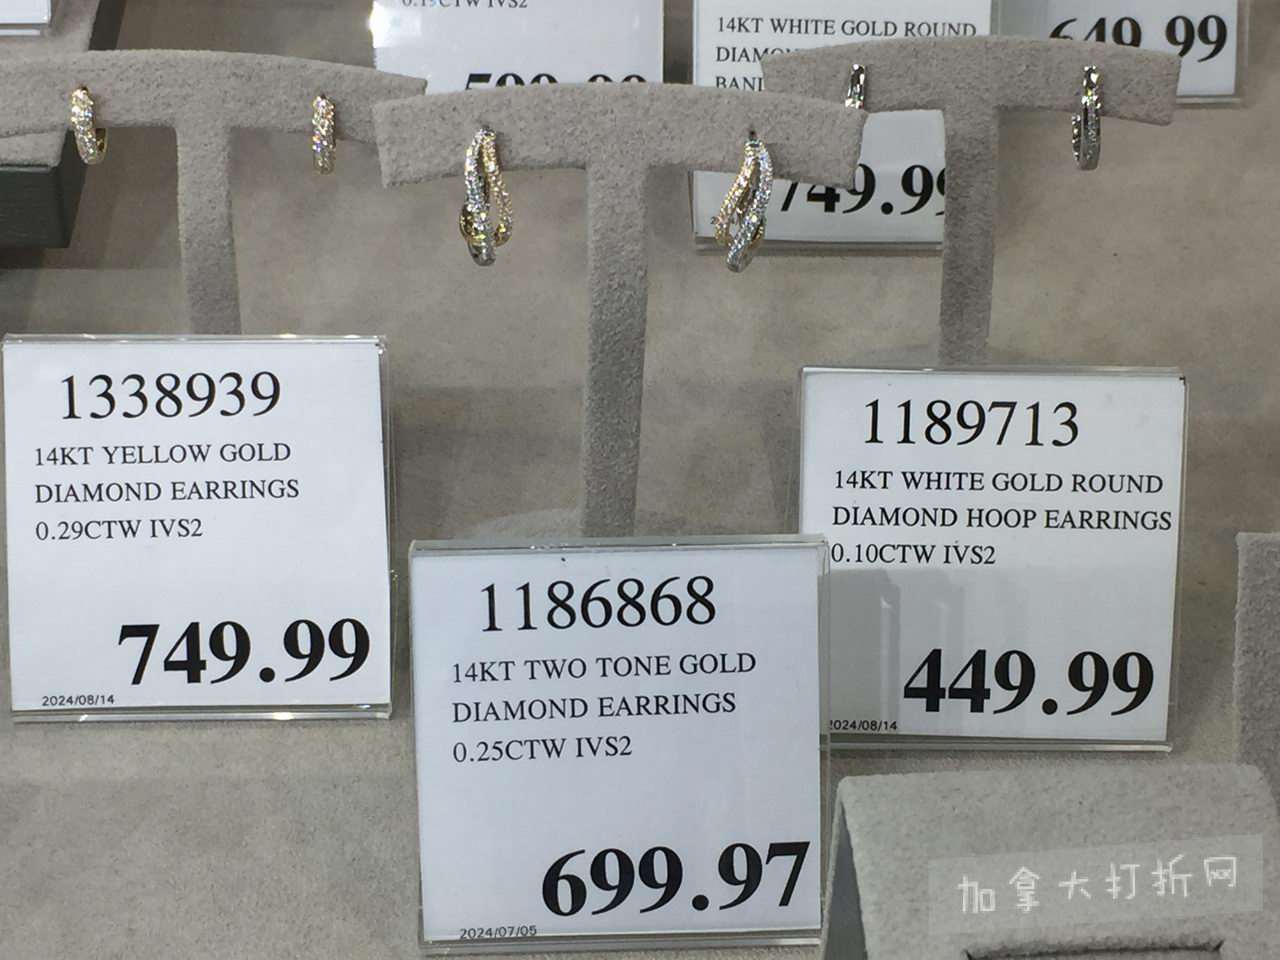 14KT WHITE GOLD ROUND
649.99
749.99
1338939
14KT YELLOW GOLD
DIAMOND EARRINGS
0.29CTW IVS2
749.99
2024/08/14
1186868
14KT TWO TONE GOLD
DIAMOND EARRINGS
0.25CTW IVS2
699.97
2024/07/05
1189713
14KT WHITE GOLD ROUND
DIAMOND HOOP EARRINGS
0.10CTW IVS2
449.99
2024/08/14
加拿大打折网